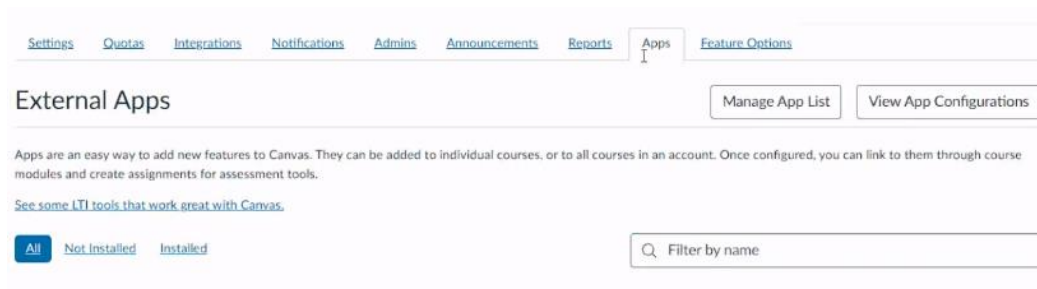 Settings Quotas Integrations Notifications Admins Announcements Reports Apps Feature Options
External Apps
Manage App List View App Configurations
Apps are an easy way to add new features to Canvas. They can be added to individual courses, or to all courses in an account. Once configured, you can link to them through course
modules and create assignments for assessment tools.
See some LTI tools that work great with Canvas.
All Not Installed Installed
Filter by name